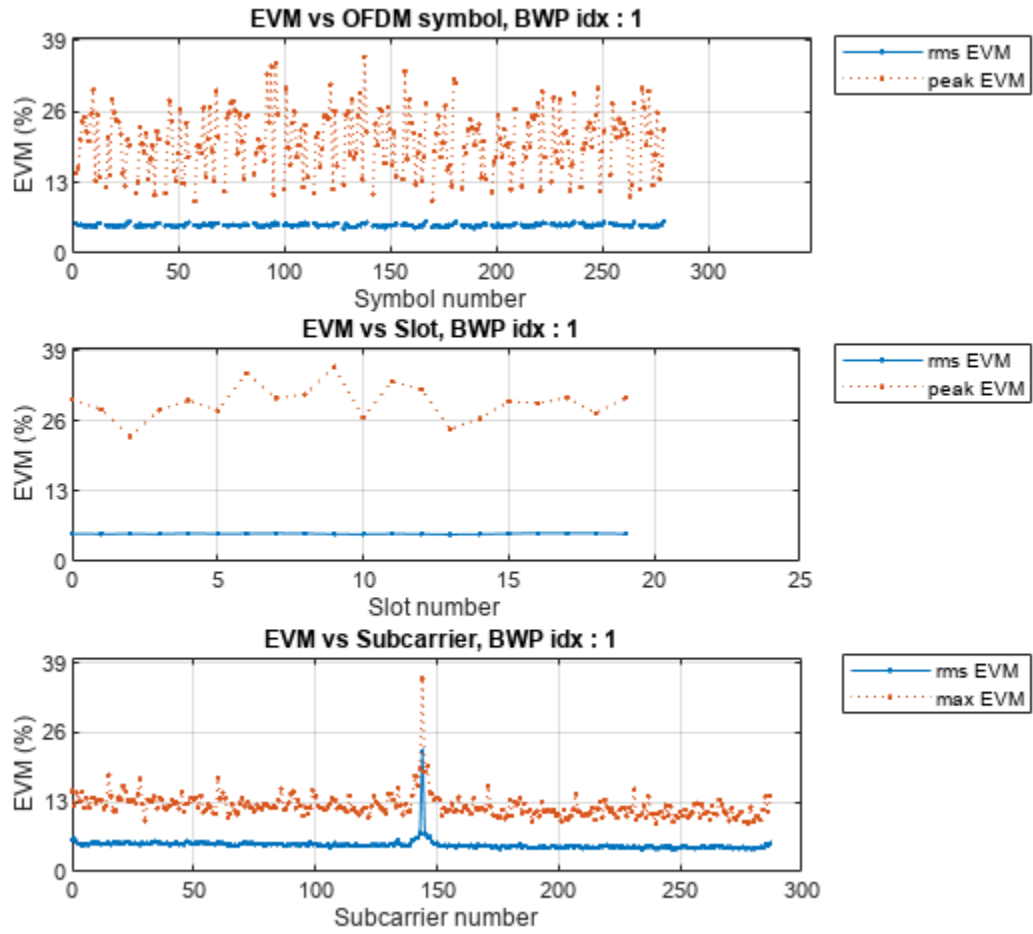 EVM vs OFDM symbol, BWP idx : 1
39
26
13
0
EVM (%)
0 50 100 150 200 250 300
Symbol number
rms EVM
peak EVM
EVM vs Slot, BWP idx : 1
39
26
13
0
EVM (%)
0 5 10 15 20 25
Slot number
rms EVM
peak EVM
EVM vs Subcarrier, BWP idx : 1
39
26
13
0
EVM (%)
0 50 100 150 200 250 300
Subcarrier number
rms EVM
max EVM